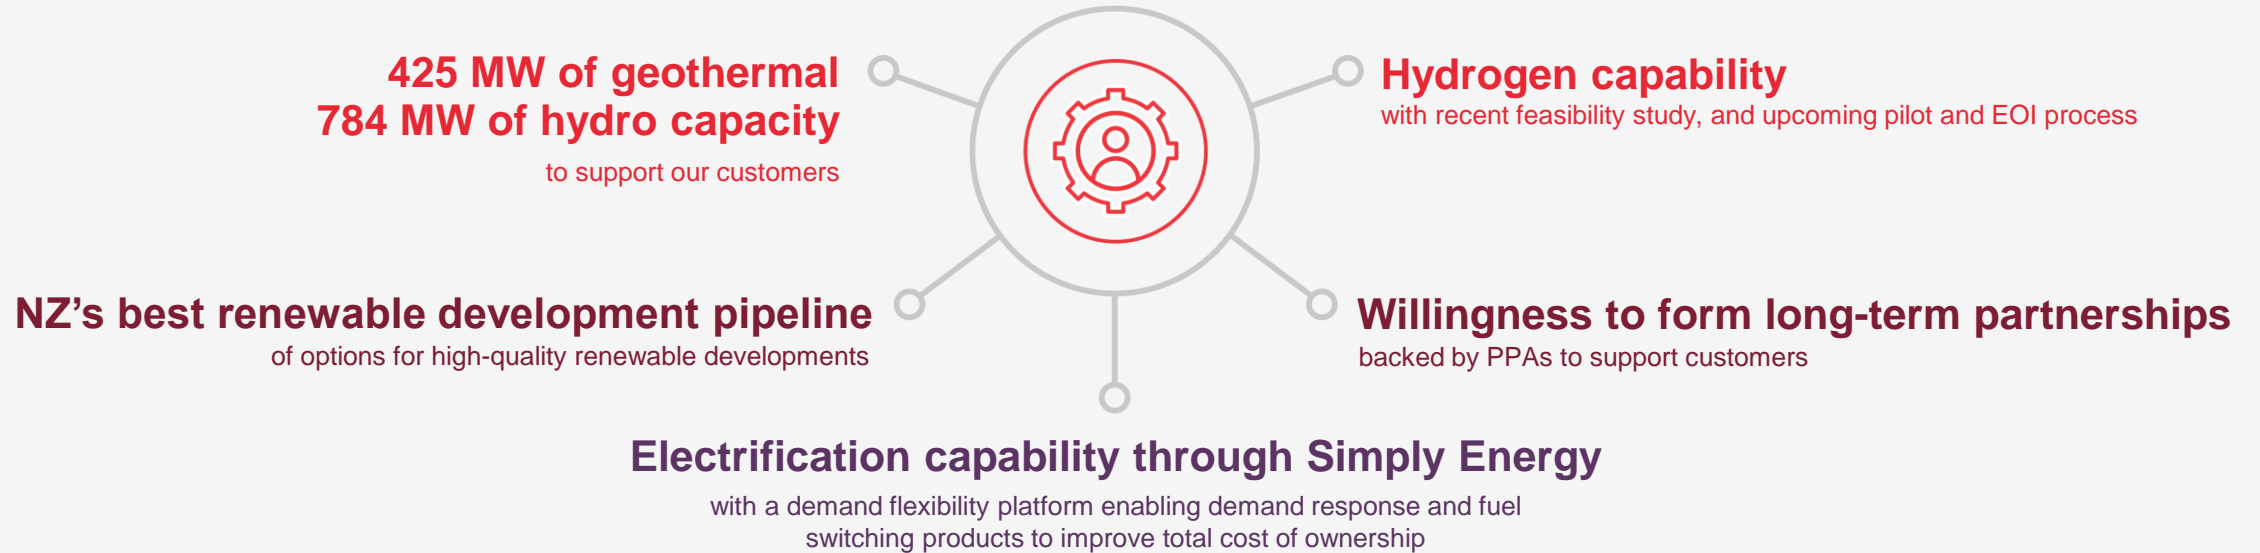 425 MW of geothermal
784 MW of hydro capacity
to support our customers
Hydrogen capability
with recent feasibility study, and upcoming pilot and EOI process
NZ’s best renewable development pipeline
of options for high-quality renewable developments
Willingness to form long-term partnerships
backed by PPAs to support customers
Electrification capability through Simply Energy
with a demand flexibility platform enabling demand response and fuel
switching products to improve total cost of ownership